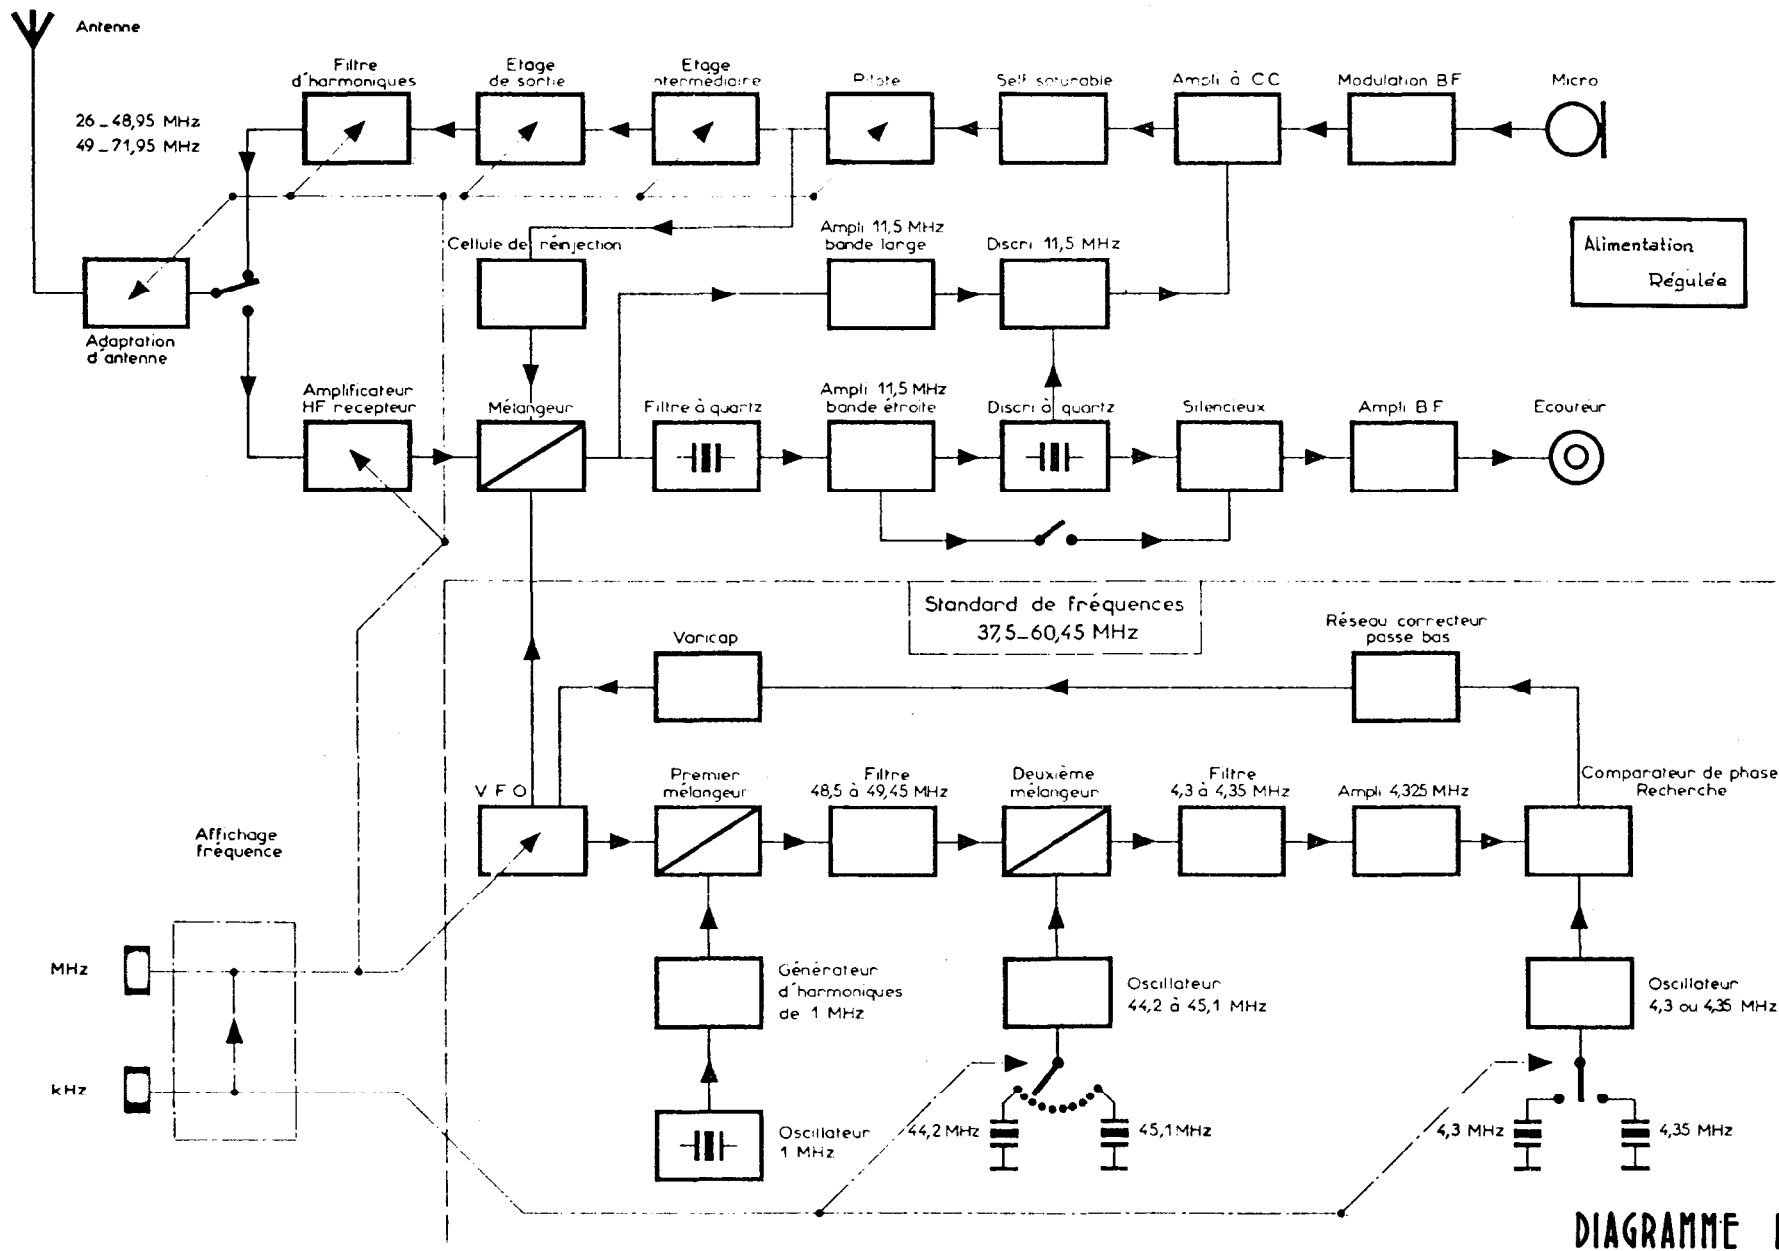 Antenne
26_48,95 MHz
49_71,95 MHz
Filtre
d'harmoniques
Etage
de sortie
Etage
intermédiaire
Pilote
Self saturable
Ampli à CC
Modulation BF
Micro
Cellule de réinjection
Ampli 11,5 MHz
bande large
Discri 11,5 MHz
Alimentation
Régulée
Adaptation
d'antenne
Amplificateur
HF recepteur
Mélangeur
Filtre à quartz
Ampli 11,5 MHz
bande étroite
Discri à quartz
Silencieux
Ampli BF
Ecouteur
Standard de fréquences
37,5_60,45 MHz
Varicap
Réseau correcteur
passe bas
VFO
Premier
mélangeur
Filtre
48,5 à 49,45 MHz
Deuxième
mélangeur
Filtre
4,3 à 4,35 MHz
Ampli 4,325 MHz
Comparateur de phase
Recherche
Affichage
fréquence
MHz
kHz
Générateur
d'harmoniques
de 1 MHz
Oscillateur
44,2 à 45,1 MHz
Oscillateur
4,3 ou 4,35 MHz
Oscillateur
1 MHz
44,2 MHz
45,1 MHz
4,3 MHz
4,35 MHz
DIAGRAMME